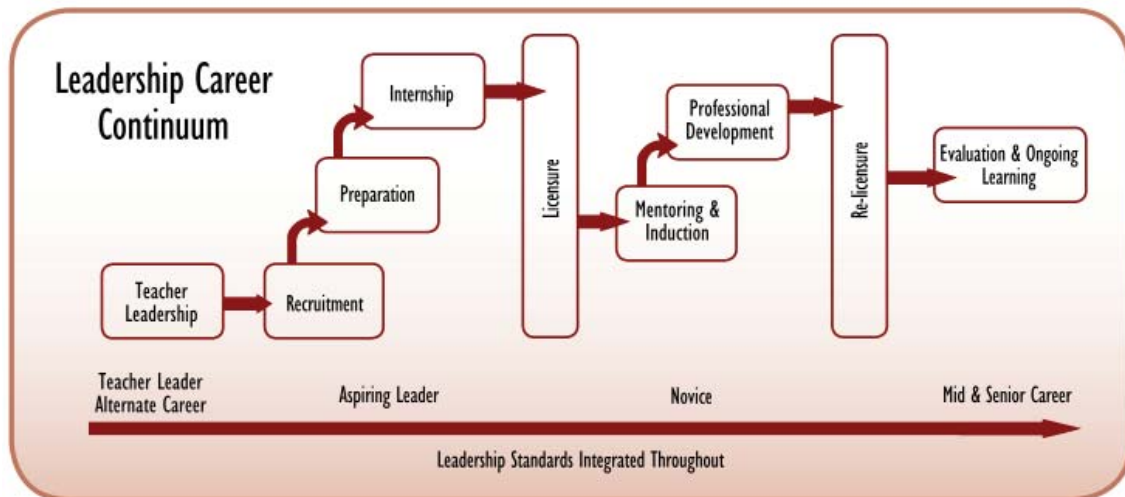 Leadership Career
Continuum
Internship
Preparation
Teacher
Leadership
Recruitment
Licensure
Professional
Development
Mentoring &
Induction
Re-licensure
Evaluation & Ongoing
Learning
Teacher Leader
Alternate Career
Aspiring Leader
Novice
Mid & Senior Career
Leadership Standards Integrated Throughout